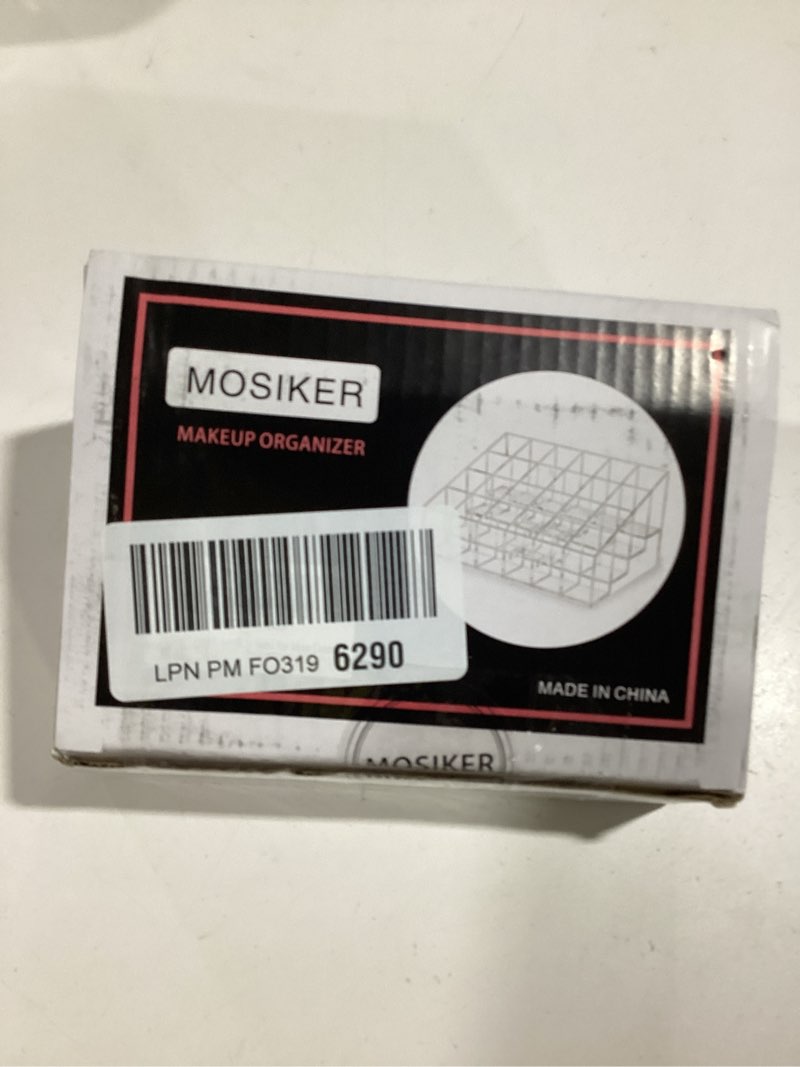 MOSIKER
MAKEUP ORGANIZER
LPN PM FO319 6290
MADE IN CHINA
MOSIKER